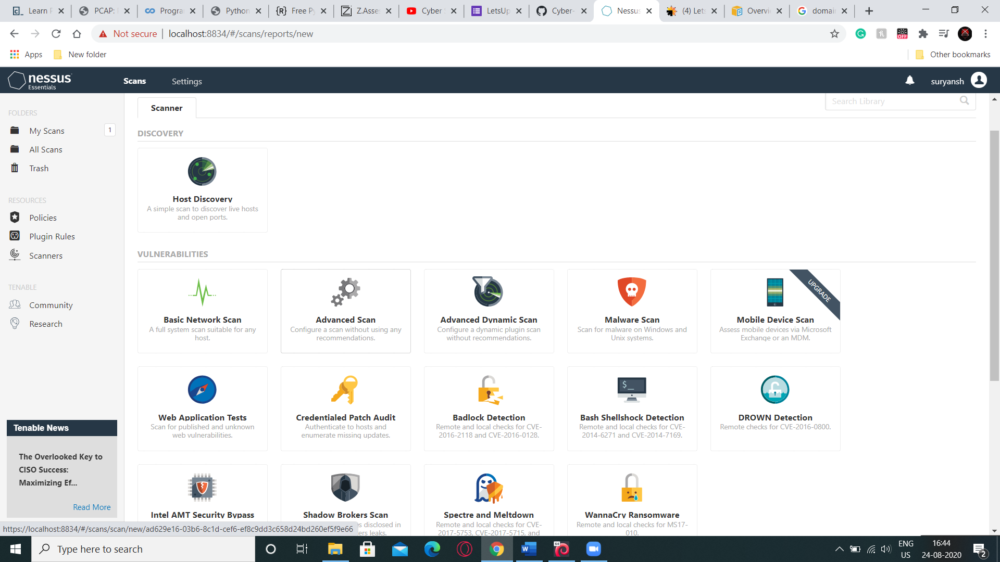 Learn P
PCAP: 
Progra
Python
{R} Free Py
Z.Asse
Cyber
LetsUp
Cyber-
Nessus
(4) Lets
Overvi
domai
Not secure
localhost:8834/#/scans/reports/new
OFF
Apps
New folder
Other bookmarks
nessus
Essentials
Scans
Settings
suryansh
FOLDERS
My Scans
1
All Scans
Trash
RESOURCES
Policies
Plugin Rules
Scanners
TENABLE
Community
Research
Tenable News
The Overlooked Key to
CISO Success:
Maximizing Ef...
Read More
Scanner
Search Library
DISCOVERY
Host Discovery
A simple scan to discover live hosts
and open ports.
VULNERABILITIES
Basic Network Scan
A full system scan suitable for any
host.
Advanced Scan
Configure a scan without using any
recommendations.
Advanced Dynamic Scan
Configure a dynamic plugin scan
without recommendations.
Malware Scan
Scan for malware on Windows and
Unix systems.
UPGRADE
Mobile Device Scan
Assess mobile devices via Microsoft
Exchange or an MDM.
Web Application Tests
Scan for published and unknown
web vulnerabilities.
Credentialed Patch Audit
Authenticate to hosts and
enumerate missing updates.
Badlock Detection
Remote and local checks for CVE-
2016-2118 and CVE-2016-0128.
$_
Bash Shellshock Detection
Remote and local checks for CVE-
2014-6271 and CVE-2014-7169.
DROWN Detection
Remote checks for CVE-2016-0800.
Intel AMT Security Bypass
Shadow Brokers Scan
es disclosed in
ers leaks.
Spectre and Meltdown
Remote and local checks for CVE-
2017-5753, CVE-2017-5715, and
WannaCry Ransomware
Remote and local checks for MS17-
010.
https://localhost:8834/#/scans/scan/new/ad629e16-03b6-8c1d-cef6-ef8c9dd3c658d24bd260ef5f9e66
Type here to search
W
64
ENG
US
16:44
24-08-2020
2